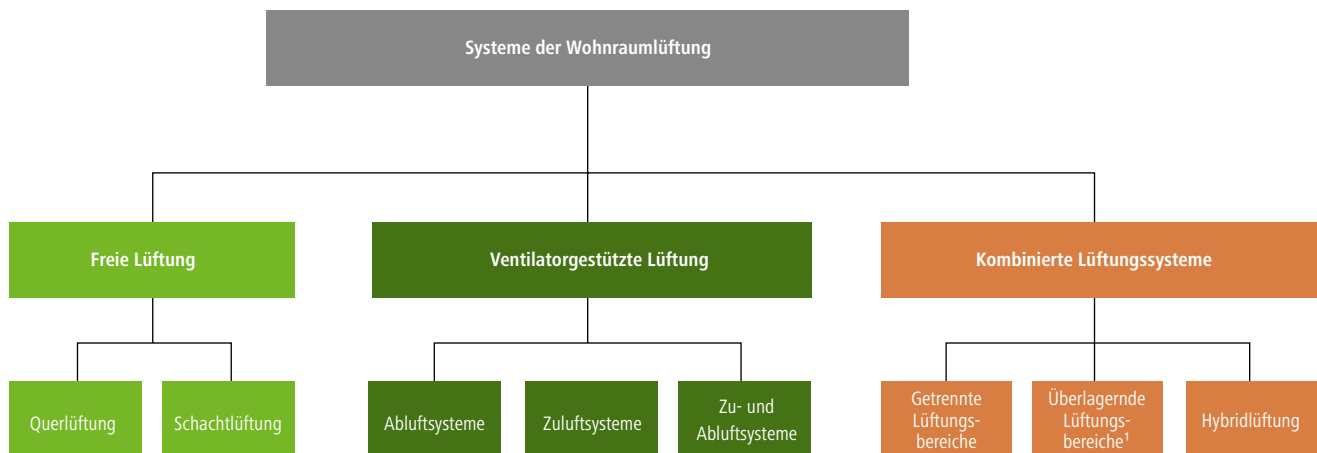 Systeme der Wohnraumlüftung
Freie Lüftung
Ventilatorgestützte Lüftung
Kombinierte Lüftungssysteme
Querlüftung
Schachtlüftung
Abluftsysteme
Zuluftsysteme
Zu- und
Abluftsysteme
Getrennte
Lüftungs-
bereiche
Überlagernde
Lüftungs-
bereiche¹
Hybridlüftung